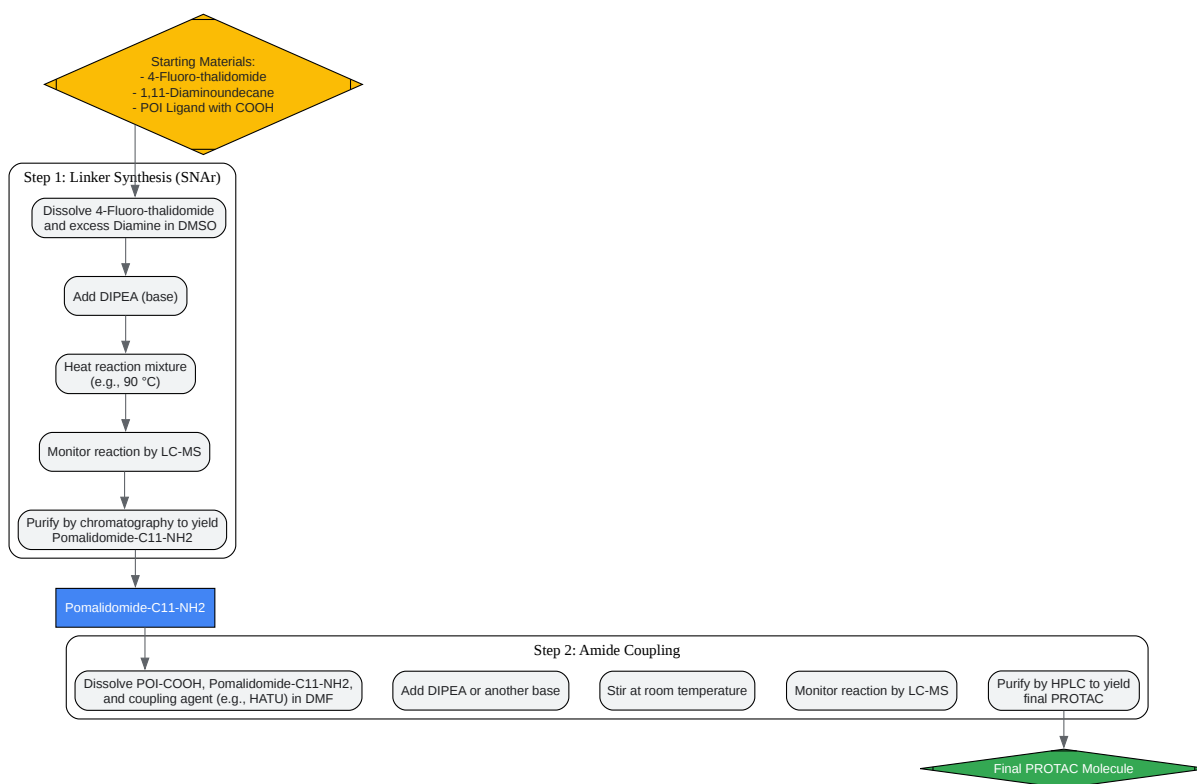 Starting Materials:
- 4-Fluoro-thalidomide
- 1,11-Diaminoundecane
- POI Ligand with COOH
Step 1: Linker Synthesis (SNAr)
Dissolve 4-Fluoro-thalidomide
and excess Diamine in DMSO
Add DIPEA (base)
Heat reaction mixture
(e.g., 90 °C)
Monitor reaction by LC-MS
Purify by chromatography to yield
Pomalidomide-C11-NH2
Pomalidomide-C11-NH2
Step 2: Amide Coupling
Dissolve POI-COOH, Pomalidomide-C11-NH2,
and coupling agent (e.g., HATU) in DMF
Add DIPEA or another base
Stir at room temperature
Monitor reaction by LC-MS
Purify by HPLC to yield
final PROTAC
Final PROTAC Molecule